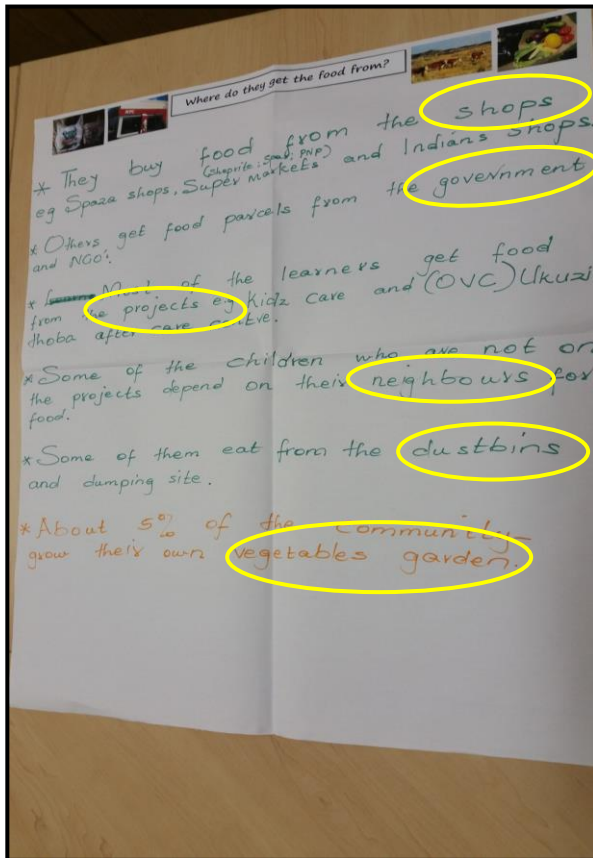 Where do they get the food from?
* They buy food from the shops
(Shoprite; Spar; PNP)
eg Spaza shops, Super Markets and Indians Shops.
* Others get food parcels from the government
and NGO's.
* Most of the learners get food
from the projects eg Kidz Care and (OVC) Ukuzi
thoba after care centre.
* Some of the children who are not on
the projects depend on their neighbours for
food.
* Some of them eat from the dustbins
and dumping site.
* About 5% of the community
grow their own vegetables garden.